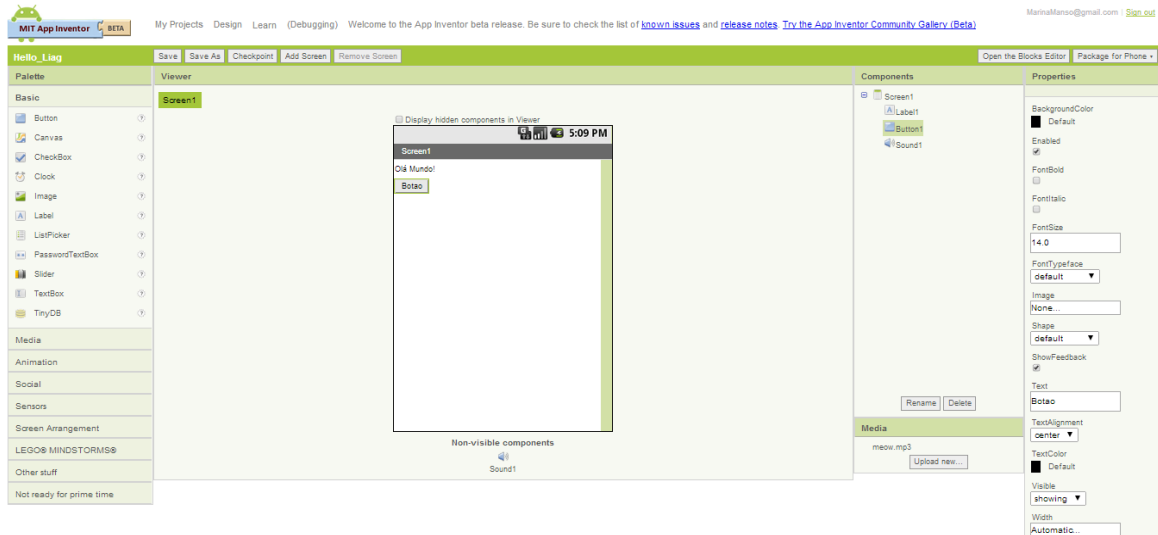 MarinaManso@gmail.com | Sign out
MIT App Inventor BETA
My Projects Design Learn (Debugging) Welcome to the App Inventor beta release. Be sure to check the list of known issues and release notes. Try the App Inventor Community Gallery (Beta)
Hello_Liag
Save Save As Checkpoint Add Screen Remove Screen
Open the Blocks Editor Package for Phone
Palette
Basic
Button
Canvas
CheckBox
Clock
Image
Label
ListPicker
PasswordTextBox
Slider
TextBox
TinyDB
Media
Animation
Social
Sensors
Screen Arrangement
LEGO® MINDSTORMS®
Other stuff
Not ready for prime time
Viewer
Screen1
Display hidden components in Viewer
5:09 PM
Screen1
Olá Mundo!
Botao
Non-visible components
Sound1
Components
Screen1
Label1
Button1
Sound1
Rename Delete
Media
meow.mp3
Upload new...
Properties
BackgroundColor
Default
Enabled
FontBold
FontItalic
FontSize
14.0
FontTypeface
default
Image
None...
Shape
default
ShowFeedback
Text
Botao
TextAlignment
center
TextColor
Default
Visible
showing
Width
Automatic...